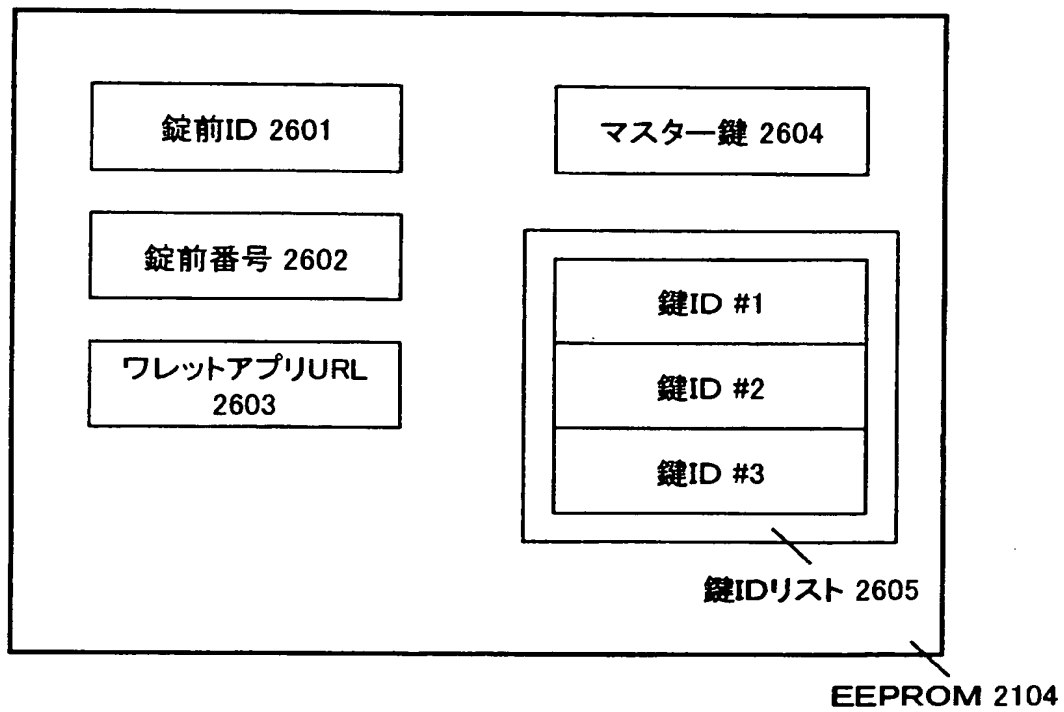 錠前ID 2601
錠前番号 2602
ワレットアプリURL
2603
マスター鍵 2604
鍵ID #1
鍵ID #2
鍵ID #3
鍵IDリスト 2605
EEPROM 2104